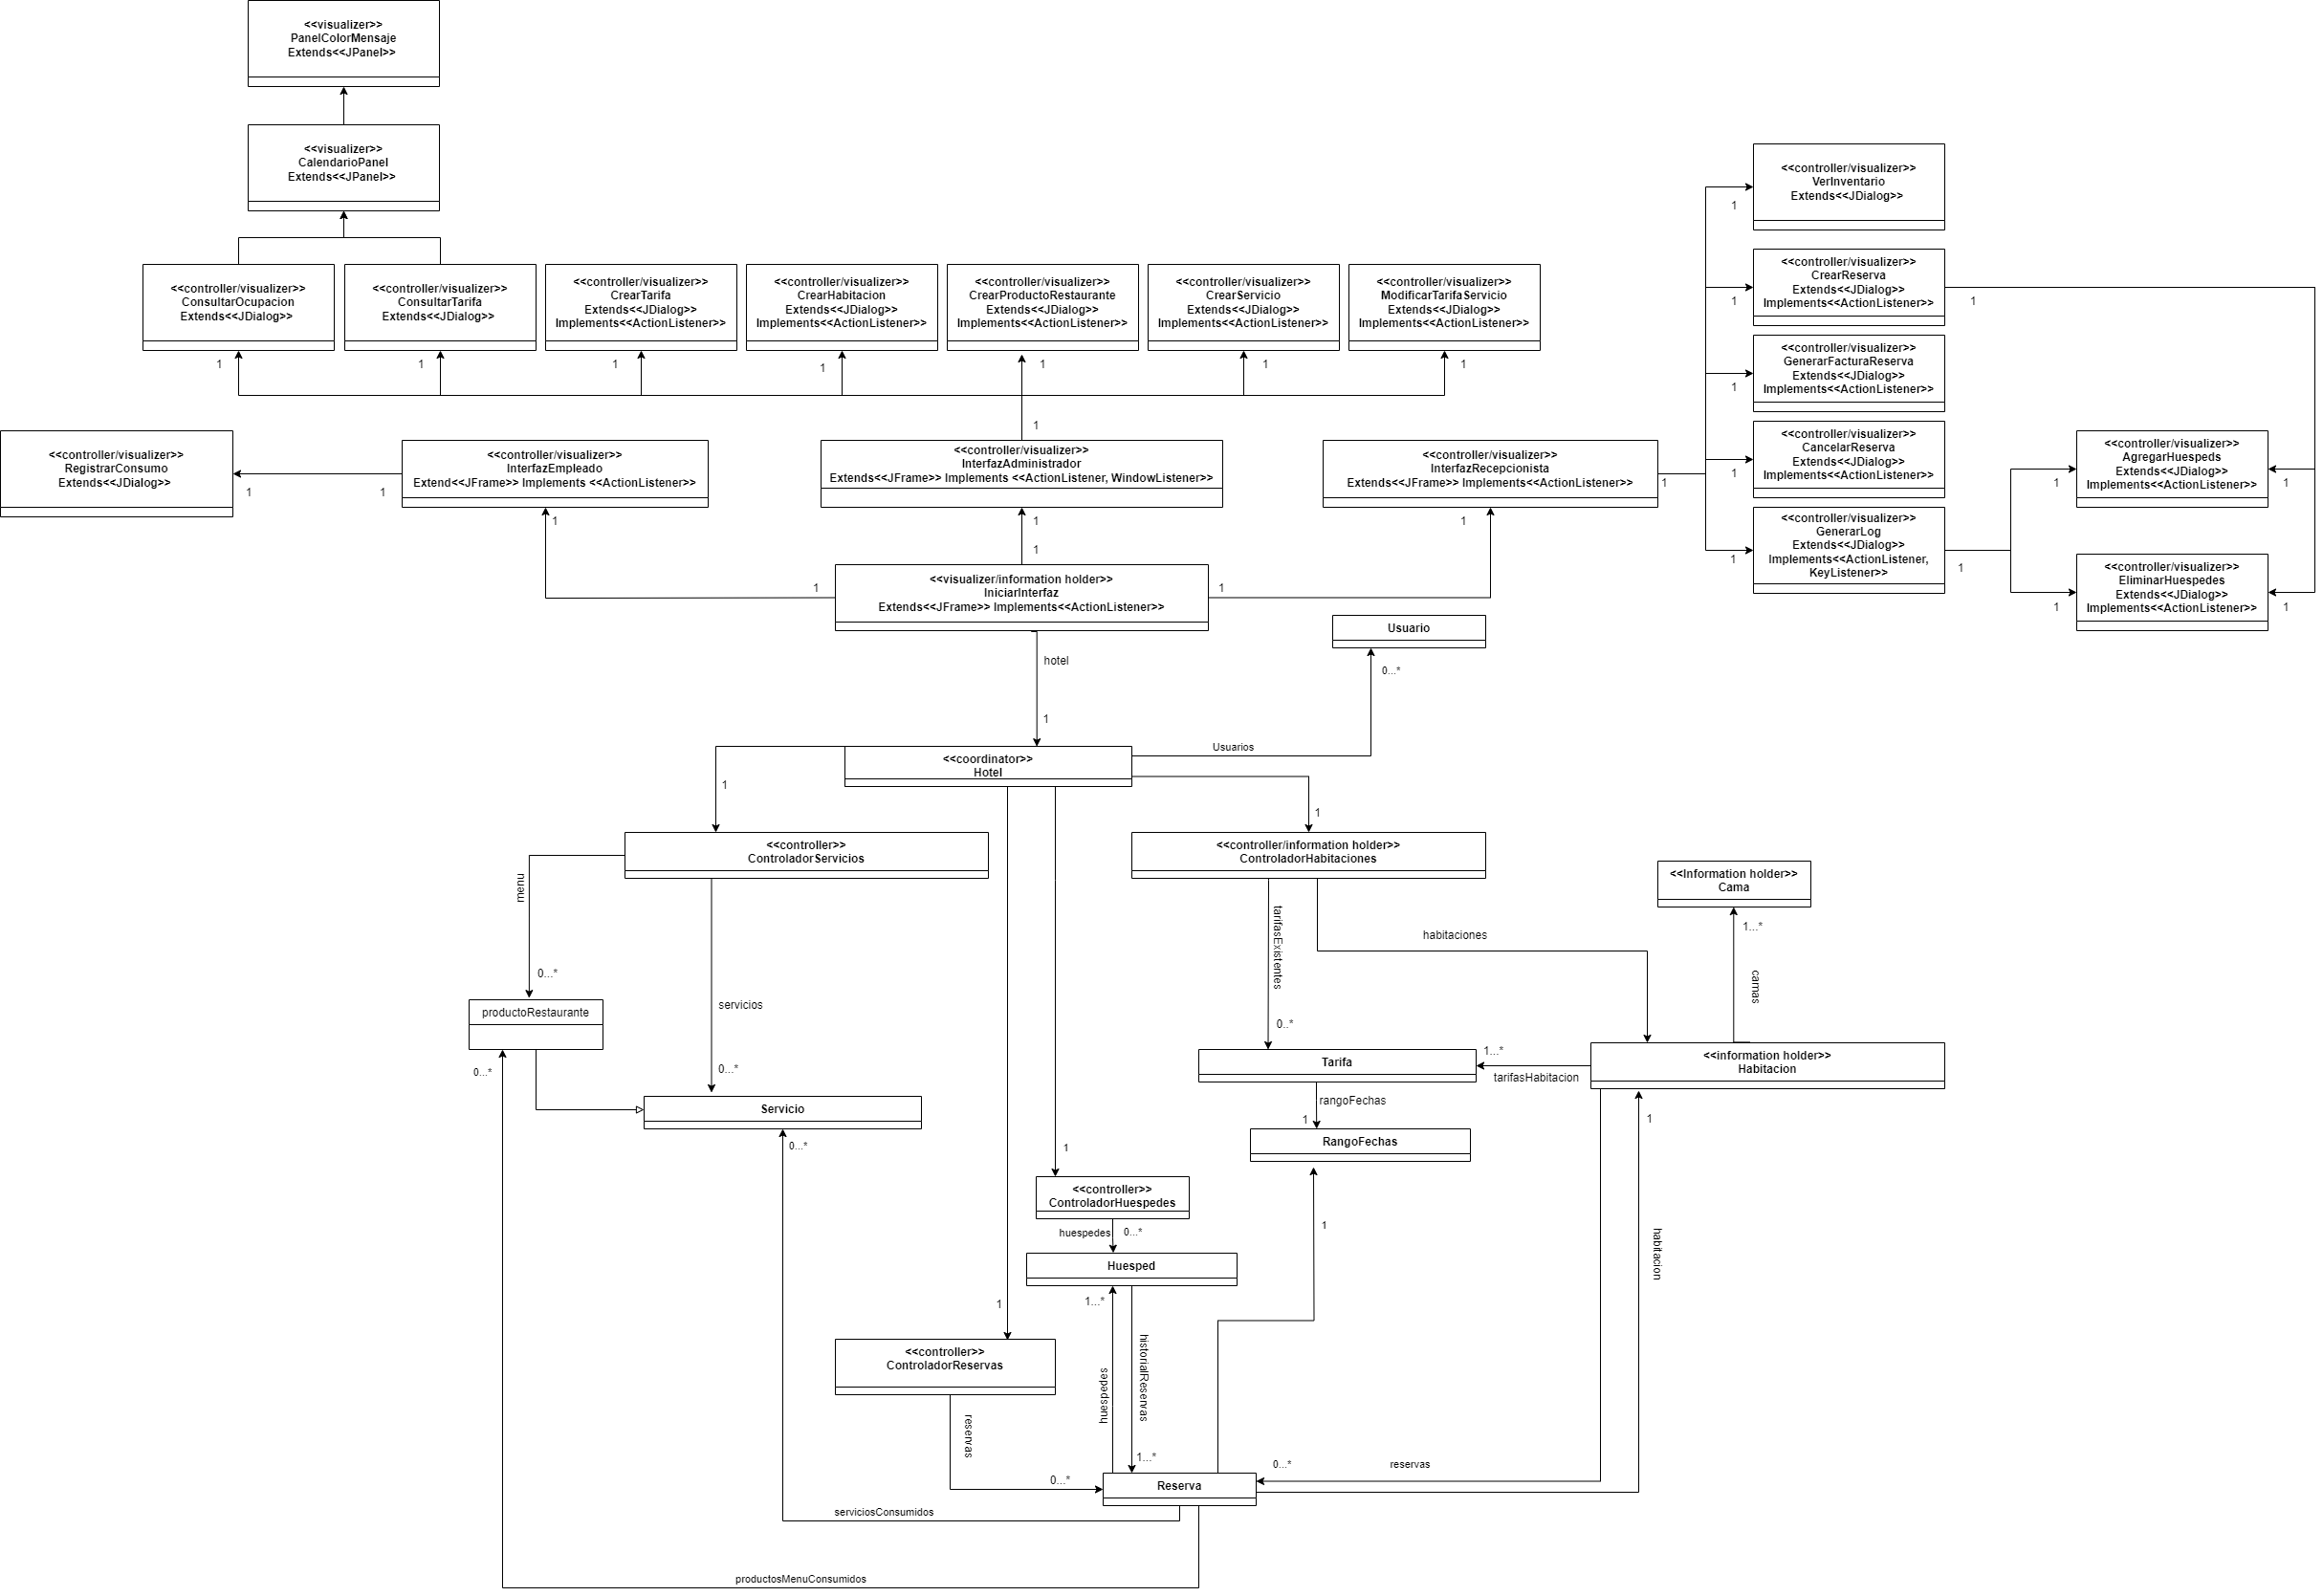 <<visualizer>>
PanelColorMensaje
Extends<<JPanel>>
<<visualizer>>
CalendarioPanel
Extends<<JPanel>>
<<controller/visualizer>>
VerInventario
Extends<<JDialog>>
1
<<controller/visualizer>>
CrearReserva
Extends<<JDialog>>
Implements<<ActionListener>>
1
1
<<controller/visualizer>>
ConsultarOcupacion
Extends<<JDialog>>
1
<<controller/visualizer>>
ConsultarTarifa
Extends<<JDialog>>
1
<<controller/visualizer>>
CrearTarifa
Extends<<JDialog>>
Implements<<ActionListener>>
1
<<controller/visualizer>>
CrearHabitacion
Extends<<JDialog>>
Implements<<ActionListener>>
1
<<controller/visualizer>>
CrearProductoRestaurante
Extends<<JDialog>>
Implements<<ActionListener>>
1
<<controller/visualizer>>
CrearServicio
Extends<<JDialog>>
Implements<<ActionListener>>
1
<<controller/visualizer>>
ModificarTarifaServicio
Extends<<JDialog>>
Implements<<ActionListener>>
1
<<controller/visualizer>>
GenerarFacturaReserva
Extends<<JDialog>>
Implements<<ActionListener>>
1
<<controller/visualizer>>
CancelarReserva
Extends<<JDialog>>
Implements<<ActionListener>>
1
<<controller/visualizer>>
GenerarLog
Extends<<JDialog>>
Implements<<ActionListener,
KeyListener>>
1
1
<<controller/visualizer>>
AgregarHuespeds
Extends<<JDialog>>
Implements<<ActionListener>>
1
1
<<controller/visualizer>>
EliminarHuespedes
Extends<<JDialog>>
Implements<<ActionListener>>
1
1
<<controller/visualizer>>
RegistrarConsumo
Extends<<JDialog>>
1
1
<<controller/visualizer>>
InterfazEmpleado
Extend<<JFrame>> Implements <<ActionListener>>
1
1
<<controller/visualizer>>
InterfazAdministrador
Extends<<JFrame>> Implements <<ActionListener, WindowListener>>
1
1
<<controller/visualizer>>
InterfazRecepcionista
Extends<<JFrame>> Implements<<ActionListener>>
1
1
1
<<visualizer/information holder>>
IniciarInterfaz
Extends<<JFrame>> Implements<<ActionListener>>
1
hotel
1
Usuario
0...*
Usuarios
<<coordinator>>
Hotel
1
1
<<controller>>
ControladorServicios
<<controller/information holder>>
ControladorHabitaciones
<<Information holder>>
Cama
1...*
camas
menu
0...*
servicios
0...*
tarifasExistentes
0..*
habitaciones
productoRestaurante
0...*
Servicio
0...*
Tarifa
1...*
tarifasHabitacion
<<information holder>>
Habitacion
1
rangoFechas
1
RangoFechas
1
1
<<controller>>
ControladorHuespedes
huespedes
0...*
Huesped
1...*
historialReservas
huespedes
1...*
habitacion
1
<<controller>>
ControladorReservas
reservas
0...*
Reserva
0...*
reservas
serviciosConsumidos
productosMenuConsumidos